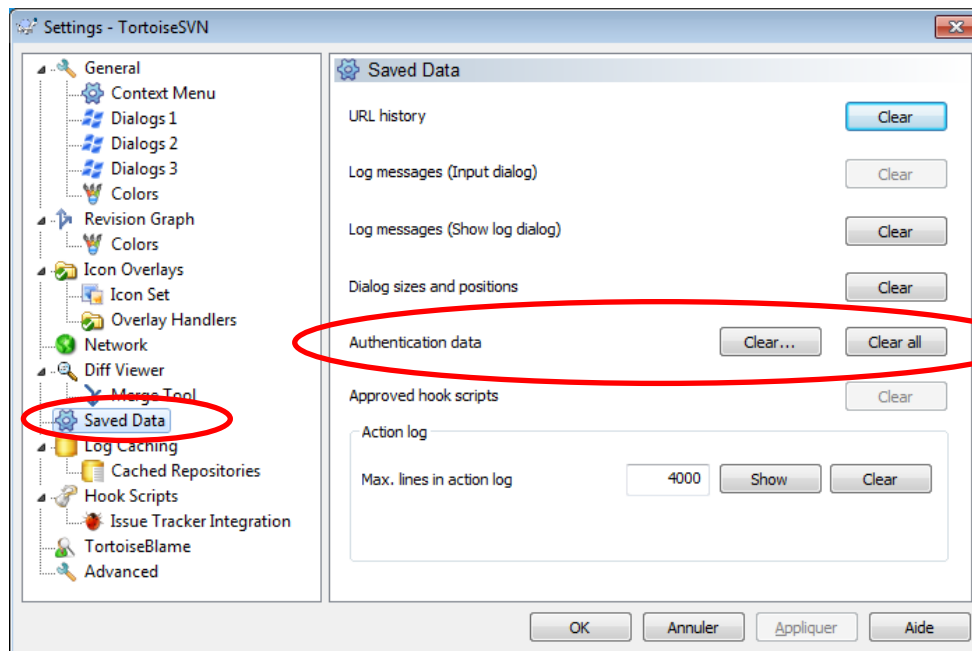 Settings - TortoiseSVN
General
Context Menu
Dialogs 1
Dialogs 2
Dialogs 3
Colors
Revision Graph
Colors
Icon Overlays
Icon Set
Overlay Handlers
Network
Diff Viewer
Merge Tool
Saved Data
Log Caching
Cached Repositories
Hook Scripts
Issue Tracker Integration
TortoiseBlame
Advanced
Saved Data
URL history Clear
Log messages (Input dialog) Clear
Log messages (Show log dialog) Clear
Dialog sizes and positions Clear
Authentication data Clear... Clear all
Approved hook scripts Clear
Action log
Max. lines in action log 4000 Show Clear
OK Annuler Appliquer Aide